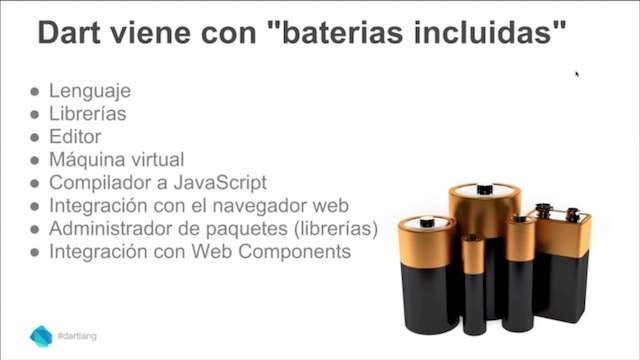 Dart viene con "baterias incluidas"
● Lenguaje
● Librerías
● Editor
● Máquina virtual
● Compilador a JavaScript
● Integración con el navegador web
● Administrador de paquetes (librerías)
● Integración con Web Components
#dartlang